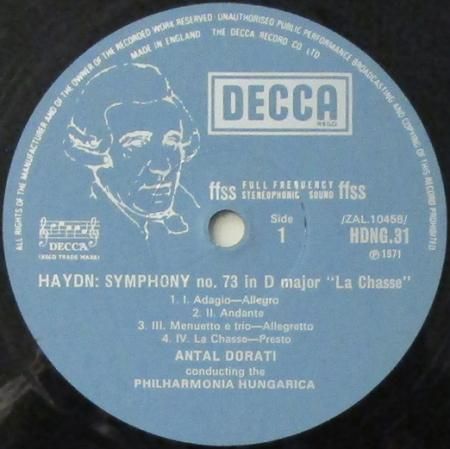 ALL RIGHTS OF THE MANUFACTURER AND OF THE OWNER OF THE RECORDED WORK RESERVED · UNAUTHORISED PUBLIC PERFORMANCE BROADCASTING AND COPYING OF THIS RECORD PROHIBITED
MADE IN ENGLAND THE DECCA RECORD CO LTD
DECCA
REGD
ffss FULL FREQUENCY STEREOPHONIC SOUND ffss
DECCA
(REGD TRADE MARK)
Side
1
(ZAL.10458)
HDNG.31
Ⓟ 1971
HAYDN: SYMPHONY no. 73 in D major "La Chasse"
1. I. Adagio—Allegro
2. II. Andante
3. III. Menuetto e trio—Allegretto
4. IV. La Chasse—Presto
ANTAL DORATI
conducting the
PHILHARMONIA HUNGARICA